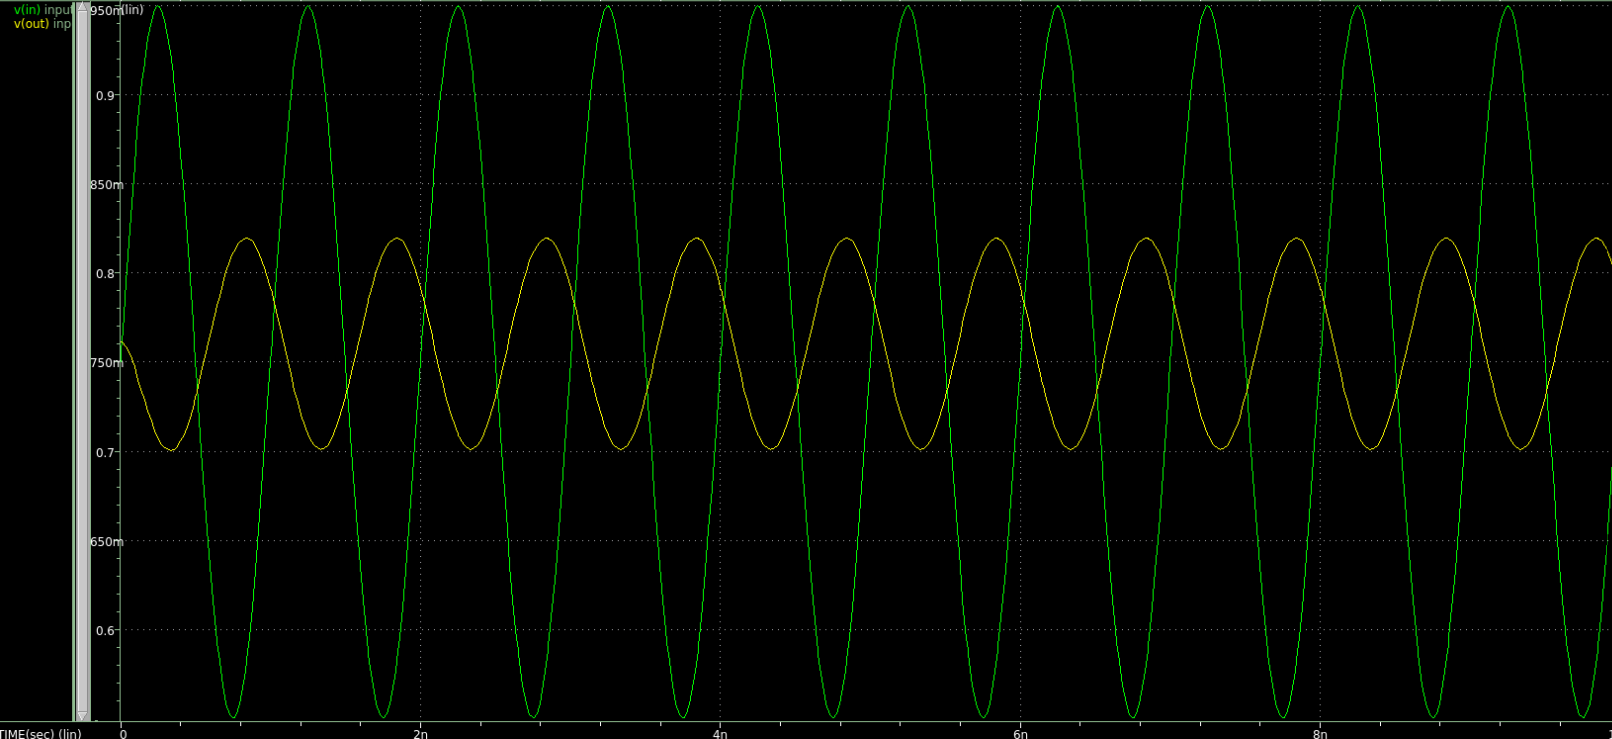 v(in) input
v(out) inp
950m(lin)
0.9
850m
0.8
750m
0.7
650m
0.6
TIME(sec) (lin)
0
2n
4n
6n
8n